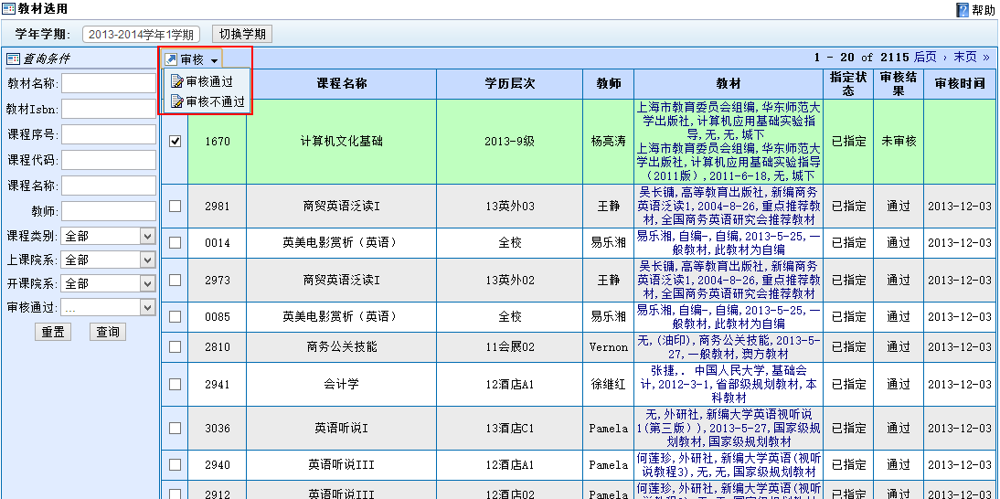 教材选用
帮助
学年学期: 2013-2014学年1学期 切换学期
查询条件
教材名称:
教材Isbn:
课程序号:
课程代码:
课程名称:
教师:
课程类别: 全部
上课院系: 全部
开课院系: 全部
审核通过: ...
重置 查询
审核
审核通过
审核不通过
1 - 20 of 2115 后页 › 末页 »
课程名称 学历层次 教师 教材 指定状态 审核结果 审核时间
1670 计算机文化基础 2013-9级 杨亮涛
上海市教育委员会组编,华东师范大
学出版社,计算机应用基础实验指
导,无,无,城下
上海市教育委员会组编,华东师范大
学出版社,计算机应用基础实验指导
（2011版）,2011-6-18,无,城下
已指定 未审核
2981 商贸英语泛读I 13英外03 王静
吴长镛,高等教育出版社,新编商务
英语泛读1,2004-8-26,重点推荐教
材,全国商务英语研究会推荐教材
已指定 通过 2013-12-03
0014 英美电影赏析（英语） 全校 易乐湘
易乐湘,自编-,自编,2013-5-25,一
般教材,此教材为自编
已指定 通过 2013-12-03
2973 商贸英语泛读I 13英外02 王静
吴长镛,高等教育出版社,新编商务
英语泛读1,2004-8-26,重点推荐教
材,全国商务英语研究会推荐教材
已指定 通过 2013-12-03
0085 英美电影赏析（英语） 全校 易乐湘
易乐湘,自编-,自编,2013-5-25,一
般教材,此教材为自编
已指定 通过 2013-12-03
2810 商务公关技能 11会展02 Vernon
无,(油印),商务公关技能,2013-5-
27,一般教材,澳方教材
已指定 通过 2013-12-03
2941 会计学 12酒店A1 徐继红
张捷,. 中国人民大学,基础会
计,2012-3-1,省部级规划教材,本
科教材
已指定 通过 2013-12-03
3036 英语听说I 13酒店C1 Pamela
无,外研社,新编大学英语视听说
1(第三版）),2013-5-27,国家级规
划教材,国家级规划教材
已指定 通过 2013-12-03
2940 英语听说III 12酒店A1 Pamela
何莲珍,外研社,新编大学英语(视听
说教程3),无,无,国家级规划教材
已指定 通过 2013-12-03
2912 英语听说III 12酒店02 Pamela
何莲珍,外研社,新编大学英语(视听
已指定 通过 2013-12-03